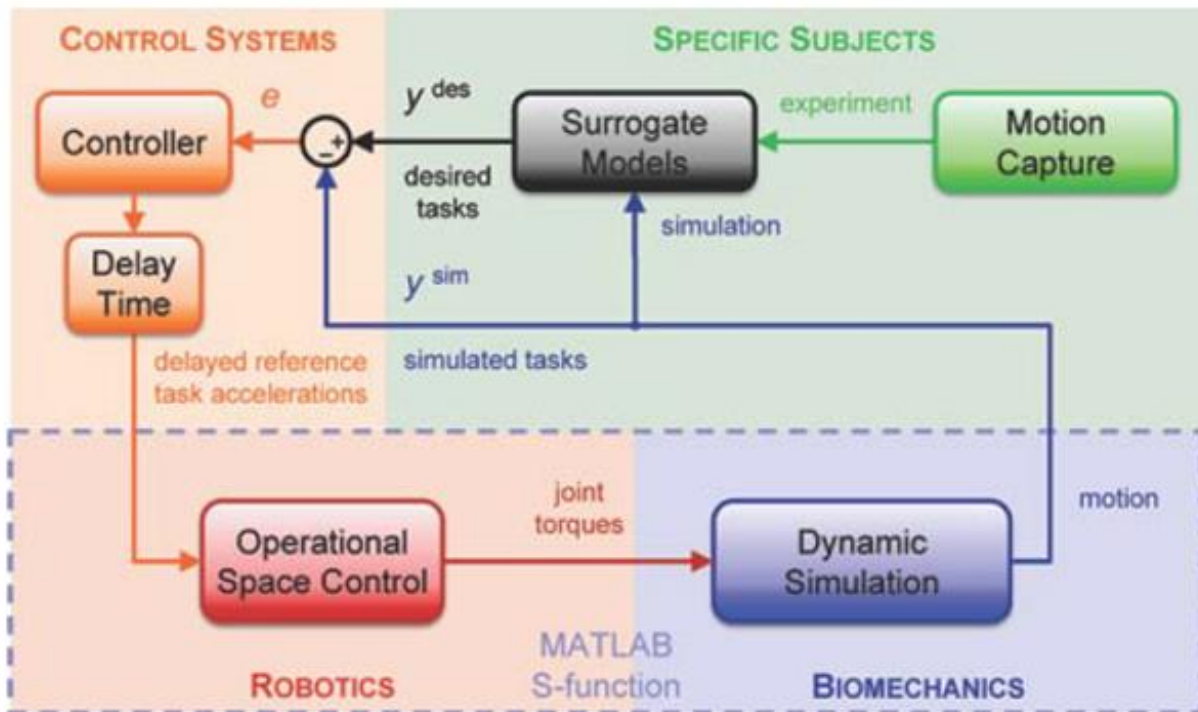 CONTROL SYSTEMS
SPECIFIC SUBJECTS
e
y des
Controller
Surrogate
Models
experiment
Motion
Capture
- +
desired
tasks
simulation
Delay
Time
y sim
delayed reference
task accelerations
simulated tasks
Operational
Space Control
joint
torques
Dynamic
Simulation
motion
MATLAB
S-function
ROBOTICS
BIOMECHANICS